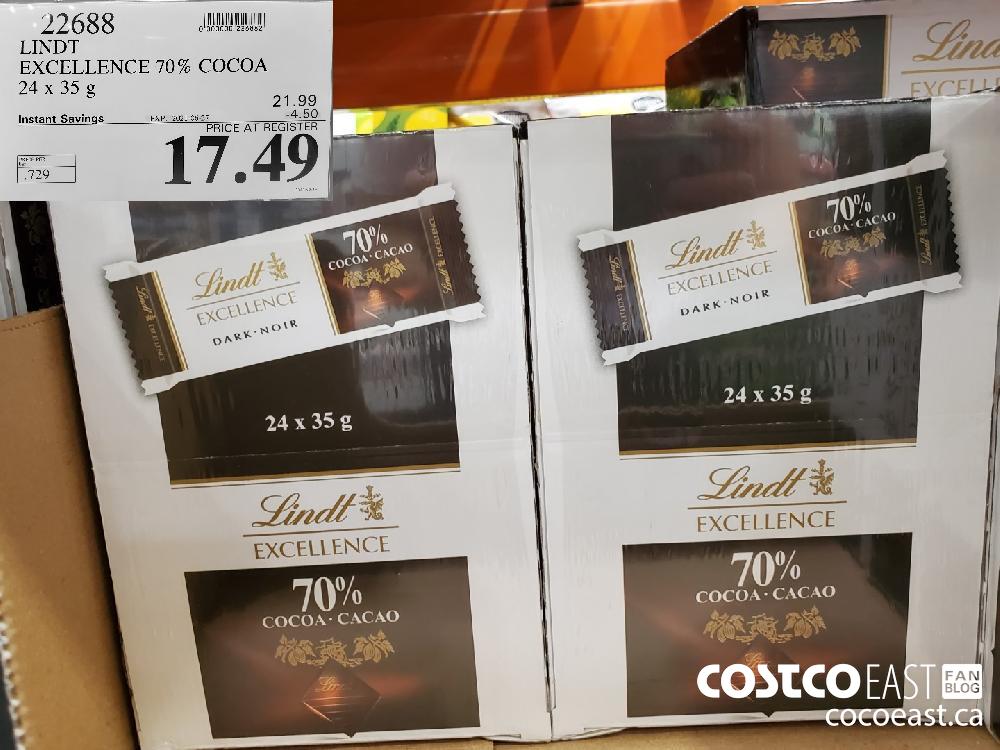 22688
LINDT
EXCELLENCE 70% COCOA
24 x 35 g
21.99
Instant Savings
-4.50
PRICE AT REGISTER
.729
17.49
Lindt
EXCELLENCE
DARK·NOIR
70%
COCOA·CACAO
Lindt EXCELLENCE
24 x 35 g
Lindt
EXCELLENCE
70%
COCOA·CACAO
Lindt
EXCELLENCE
DARK·NOIR
70%
COCOA·CACAO
Lindt EXCELLENCE
24 x 35 g
Lindt
EXCELLENCE
70%
COCOA·CACAO
COSTCO EAST FAN BLOG
cocoeast.ca